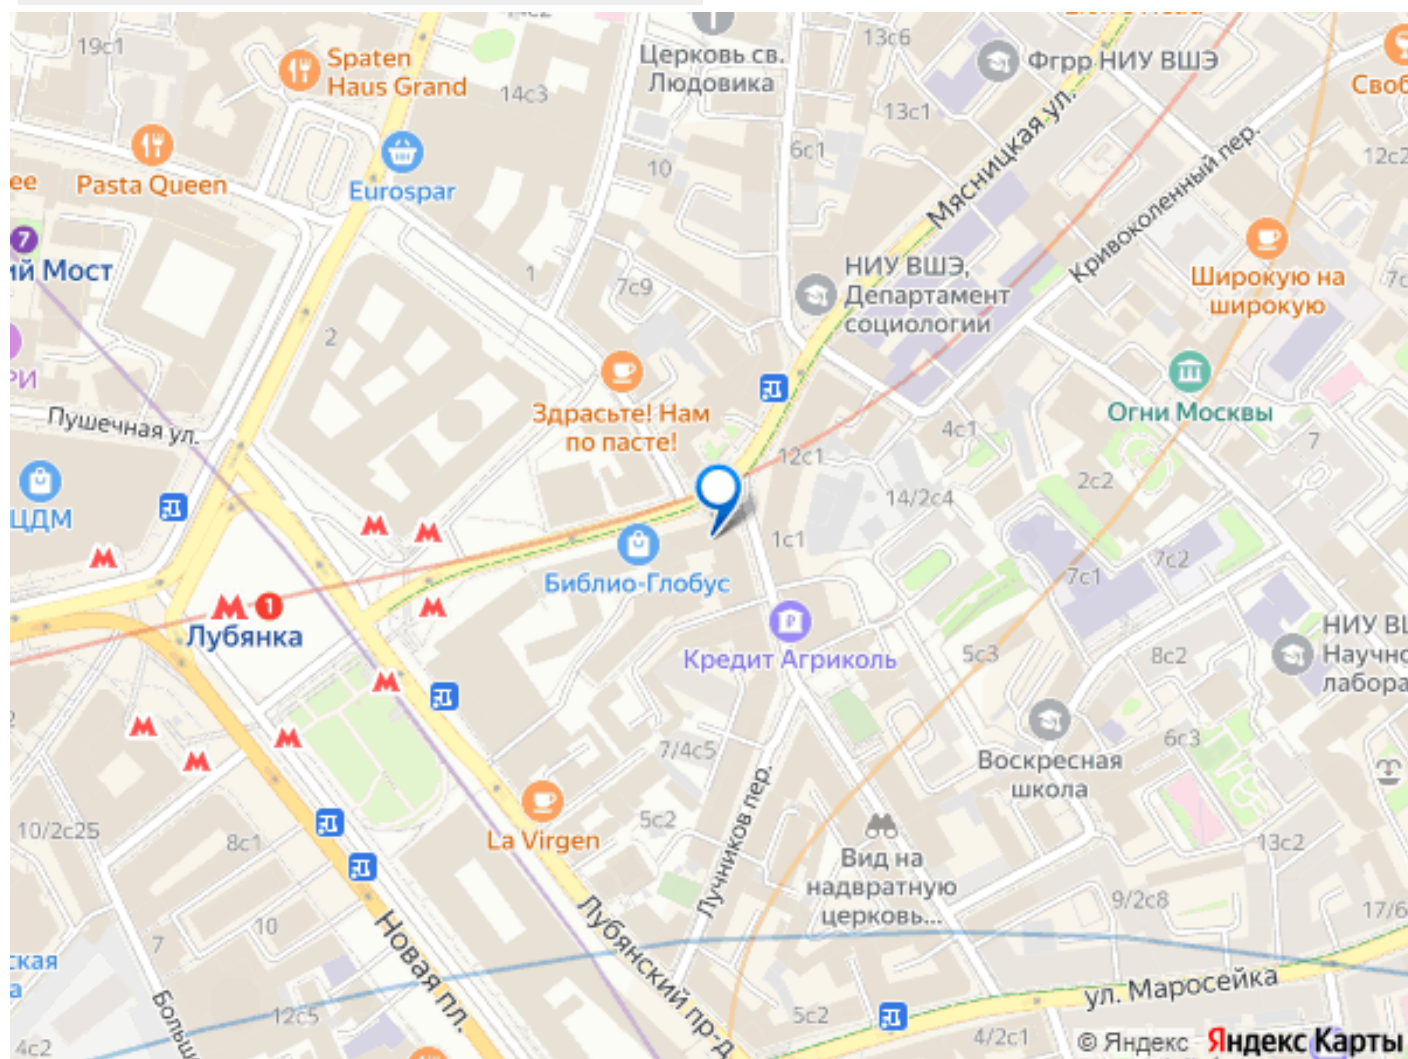 19с1
Spaten
Haus Grand
14с2
14с3
Церковь св.
Людовика
13с6
Фгрр НИУ ВШЭ
13с1
12с2
Pasta Queen
Eurospar
10
6с1
Мясницкая ул.
Кривоколенный пер.
7
ий Мост
1
7с9
НИУ ВШЭ,
Департамент
социологии
Широкую на
широкую
2
РИ
Пушечная ул.
Здрасьте! Нам
по пасте!
Огни Москвы
4с1
7
12с1
2с2
14/2с4
ЦДМ
Библио-Глобус
1с1
7с2
7с1
1
Лубянка
Кредит Агриколь
5с3
8с2
7/4с5
6с3
Воскресная
школа
La Virgen
5с2
Лучников пер.
10/2с25
8с1
Вид на
надвратную
церковь...
13с2
9/2с8
17/6
10
7
Новая пл.
Лубянский пр-д
ул. Маросейка
12с5
5с2
4/2с1
4с2
© Яндекс Яндекс Карты